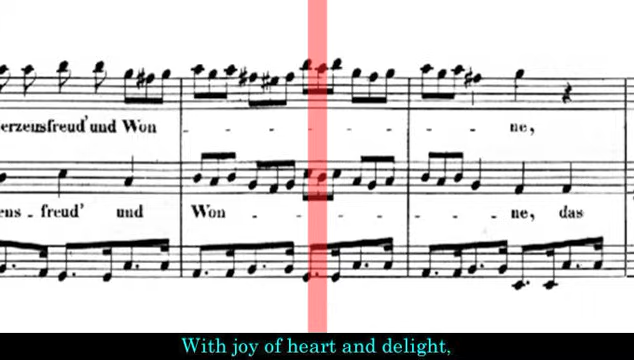 erzensfreud' und Won - - - - - - ne,
ens - freud' und Won - - - - - - ne, das
With joy of heart and delight,